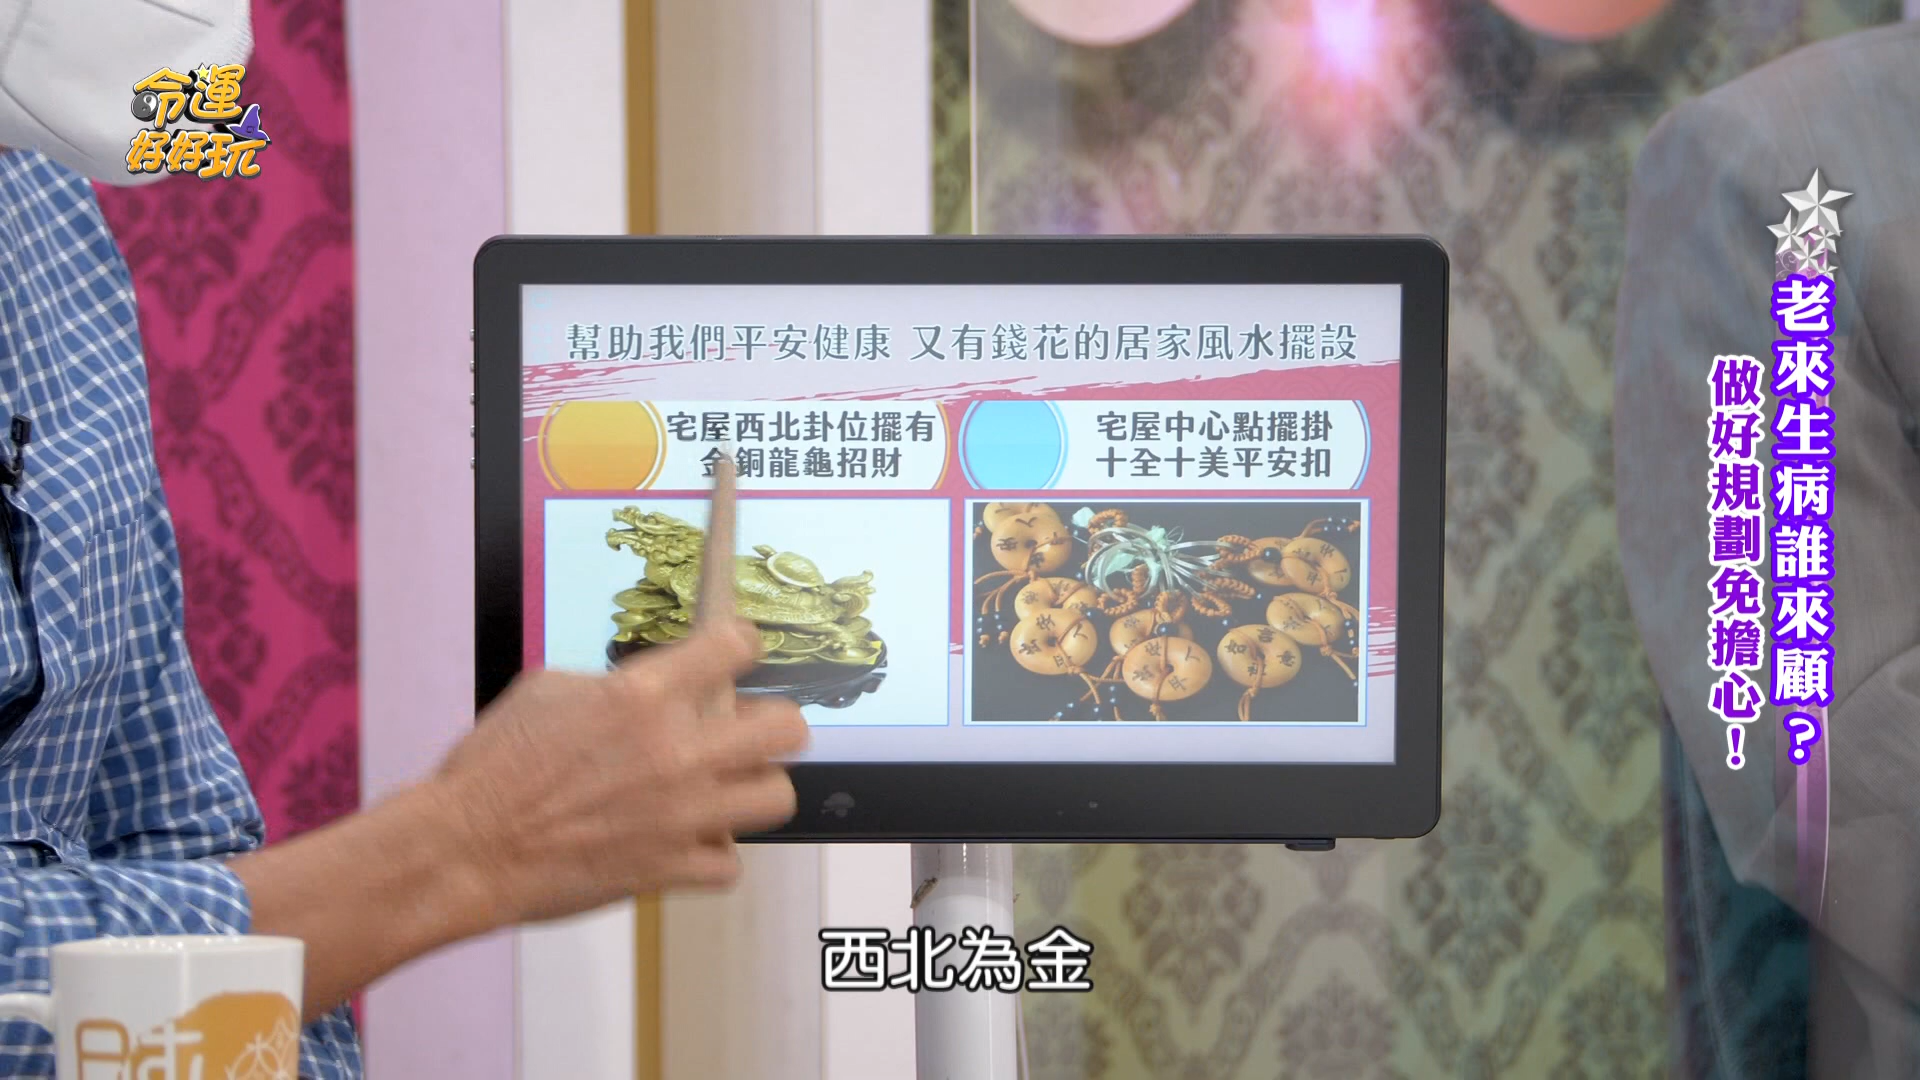 命運
好好玩
老來生病誰來顧？
做好規劃免擔心！
幫助我們平安健康 又有錢花的居家風水擺設
宅屋西北卦位擺有
金銅龍龜招財
宅屋中心點擺掛
十全十美平安扣
西北為金